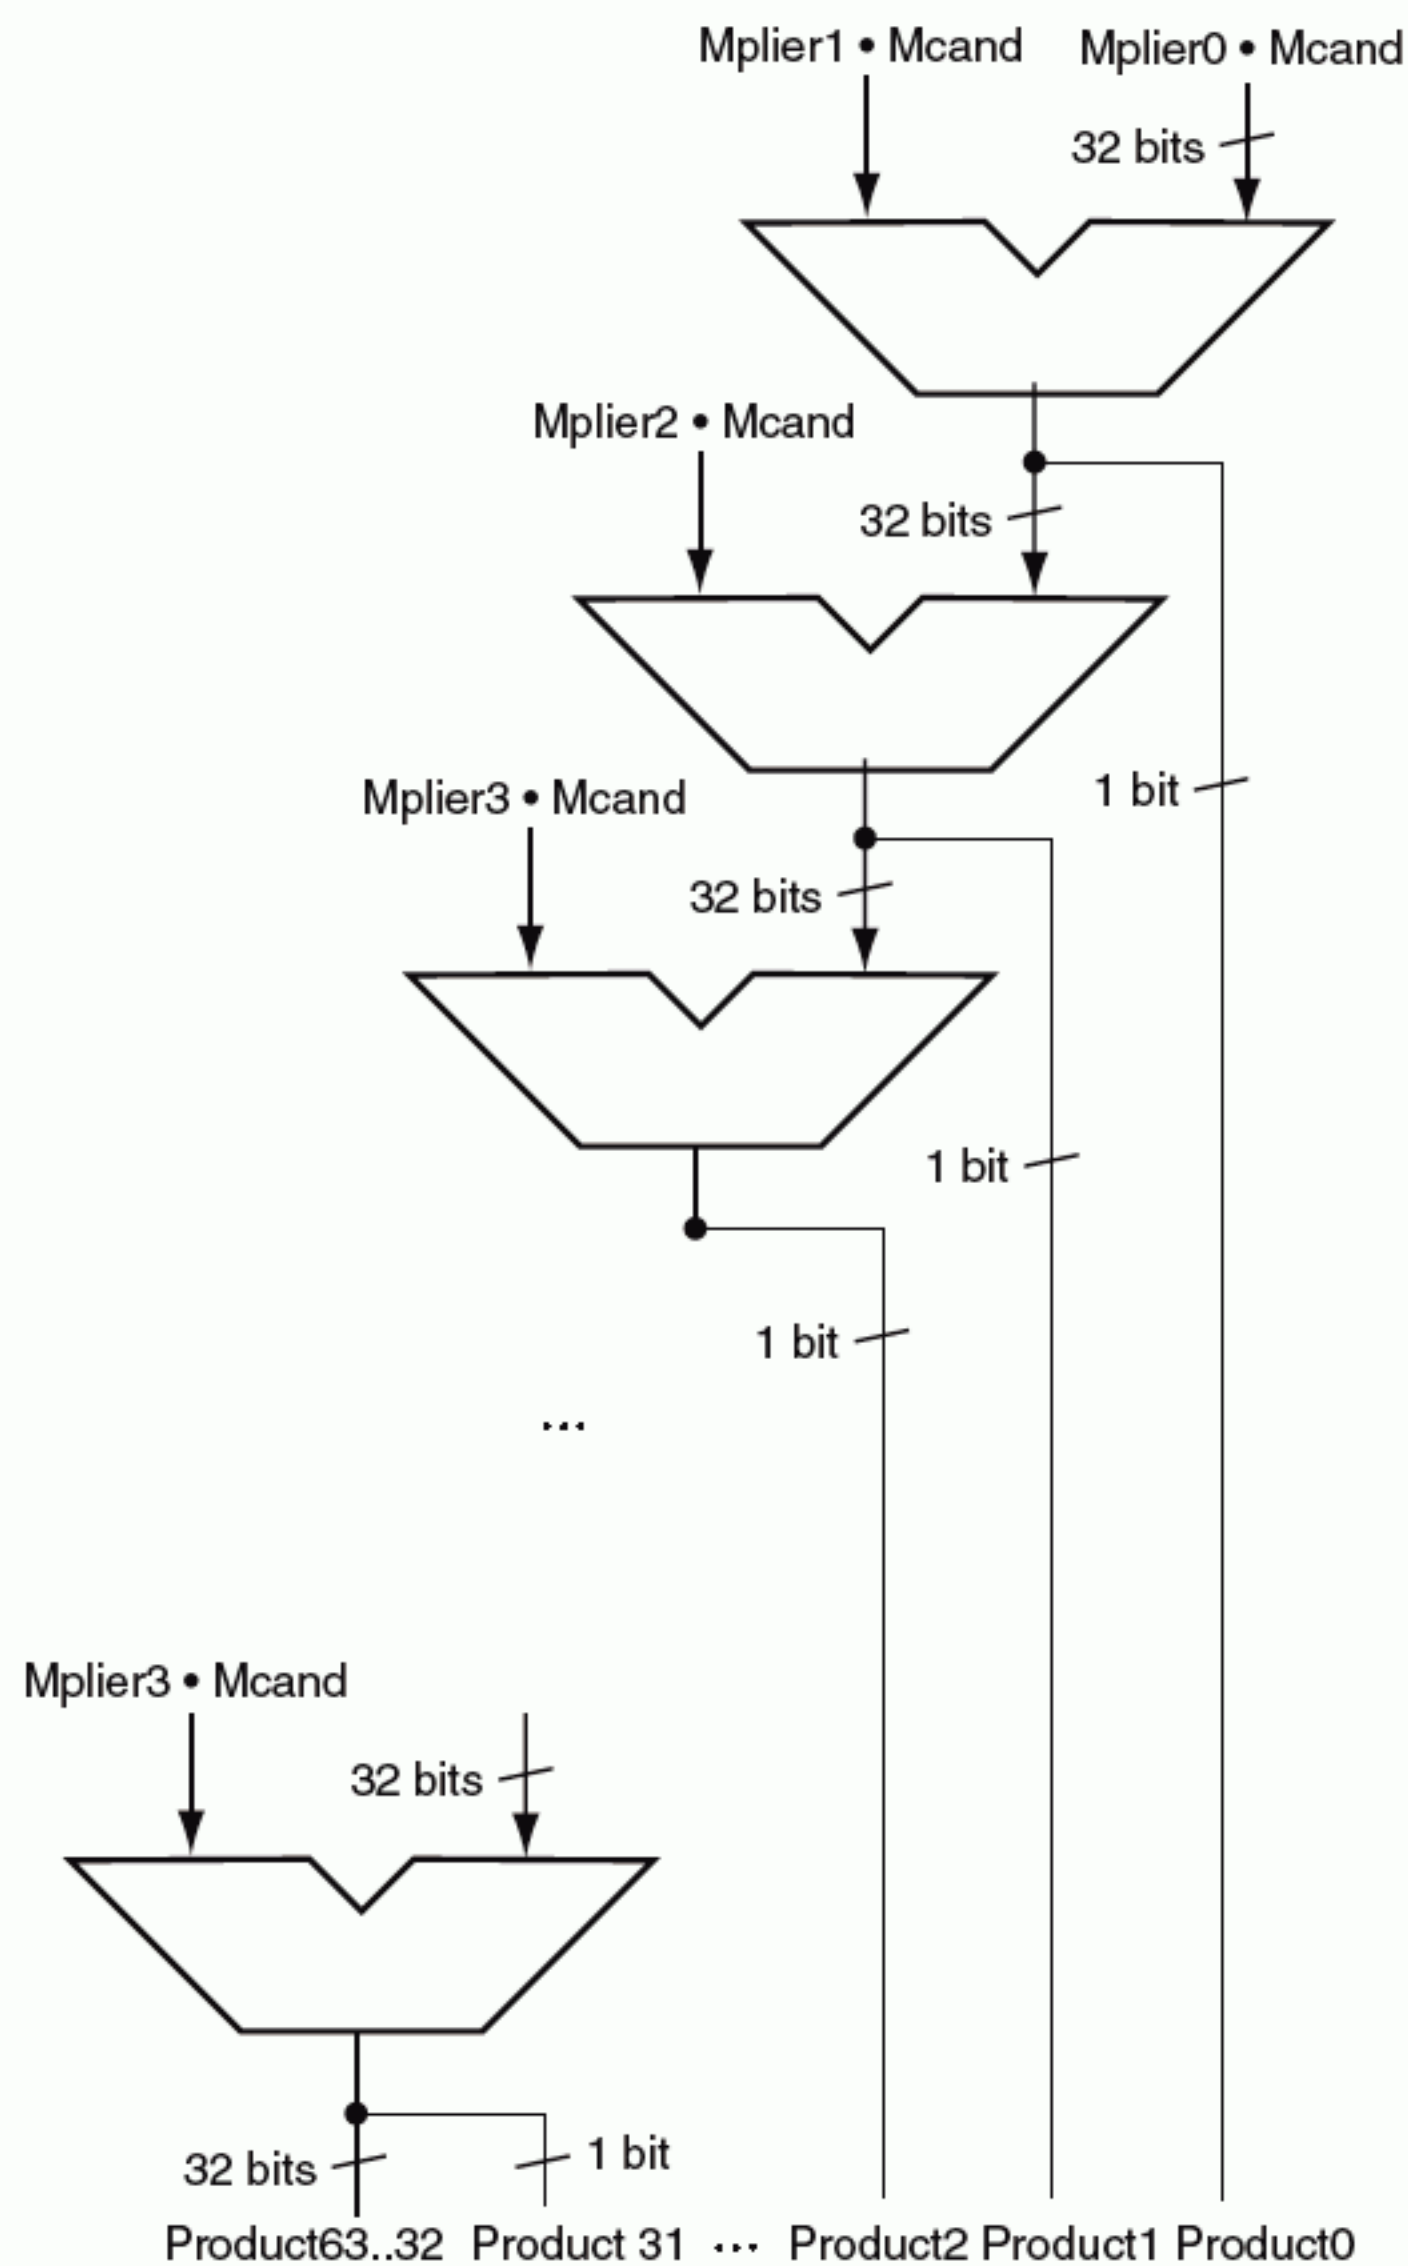 Mplier1 • Mcand
Mplier0 • Mcand
32 bits
Mplier2 • Mcand
32 bits
1 bit
Mplier3 • Mcand
32 bits
1 bit
1 bit
...
Mplier3 • Mcand
32 bits
32 bits
1 bit
Product63..32 Product 31 ... Product2 Product1 Product0